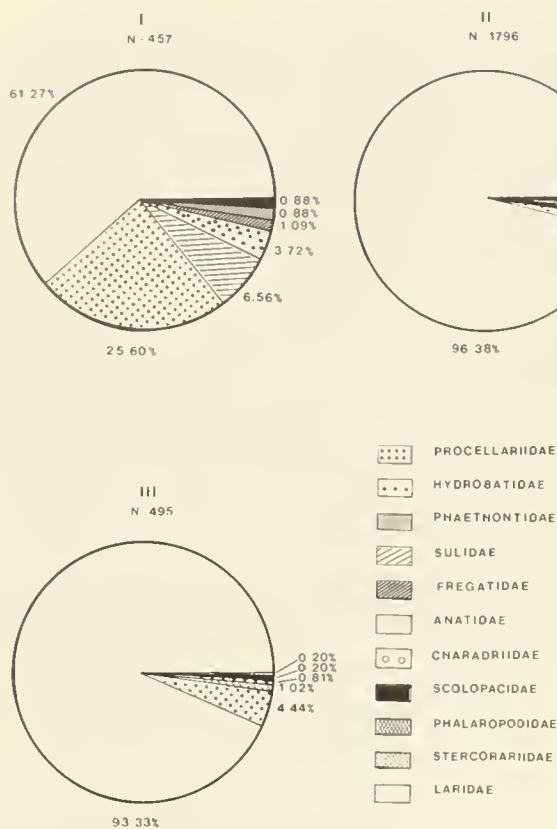 I
N - 457
61 27%
0 88%
0 88%
1 09%
3 72%
6.56%
25 60%
II
N 1796
96 38%
III
N 495
0 20%
0 20%
0 81%
1 02%
4 44%
93 33%
PROCELLARIIDAE
HYDROBATIDAE
PHAETHONTIDAE
SULIDAE
FREGATIDAE
ANATIDAE
CHARADRIIDAE
SCOLOPACIDAE
PHALAROPODIDAE
STERCORARIIDAE
LARIDAE